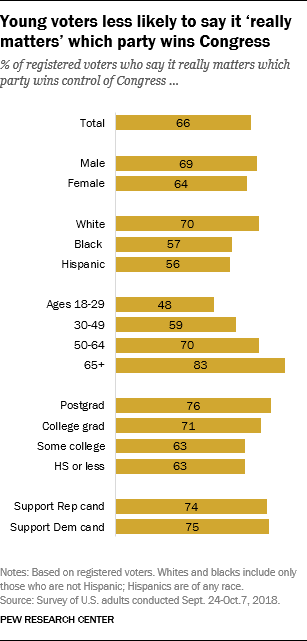 Young voters less likely to say it ‘really
matters’ which party wins Congress
% of registered voters who say it really matters which
party wins control of Congress ...
Total 66
Male 69
Female 64
White 70
Black 57
Hispanic 56
Ages 18-29 48
30-49 59
50-64 70
65+ 83
Postgrad 76
College grad 71
Some college 63
HS or less 63
Support Rep cand 74
Support Dem cand 75
Notes: Based on registered voters. Whites and blacks include only
those who are not Hispanic; Hispanics are of any race.
Source: Survey of U.S. adults conducted Sept. 24-Oct.7, 2018.
PEW RESEARCH CENTER